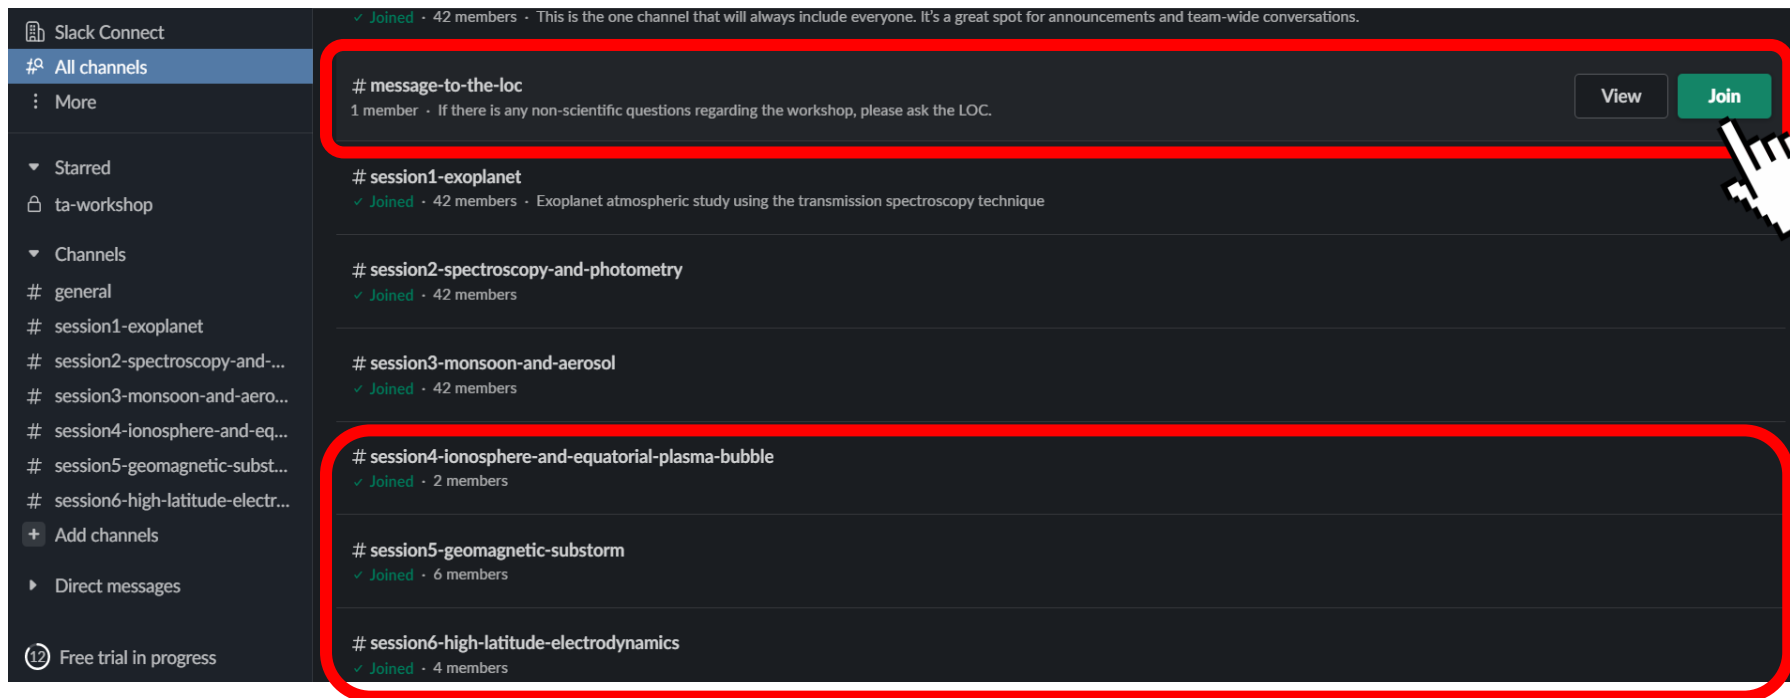 Slack Connect
All channels
More
Starred
ta-workshop
Channels
# general
# session1-exoplanet
# session2-spectroscopy-and-...
# session3-monsoon-and-aero...
# session4-ionosphere-and-eq...
# session5-geomagnetic-subst...
# session6-high-latitude-electr...
+ Add channels
Direct messages
12 Free trial in progress
✓ Joined · 42 members · This is the one channel that will always include everyone. It's a great spot for announcements and team-wide conversations.
# message-to-the-loc
1 member · If there is any non-scientific questions regarding the workshop, please ask the LOC.
View
Join
# session1-exoplanet
✓ Joined · 42 members · Exoplanet atmospheric study using the transmission spectroscopy technique
# session2-spectroscopy-and-photometry
✓ Joined · 42 members
# session3-monsoon-and-aerosol
✓ Joined · 42 members
# session4-ionosphere-and-equatorial-plasma-bubble
✓ Joined · 2 members
# session5-geomagnetic-substorm
✓ Joined · 6 members
# session6-high-latitude-electrodynamics
✓ Joined · 4 members